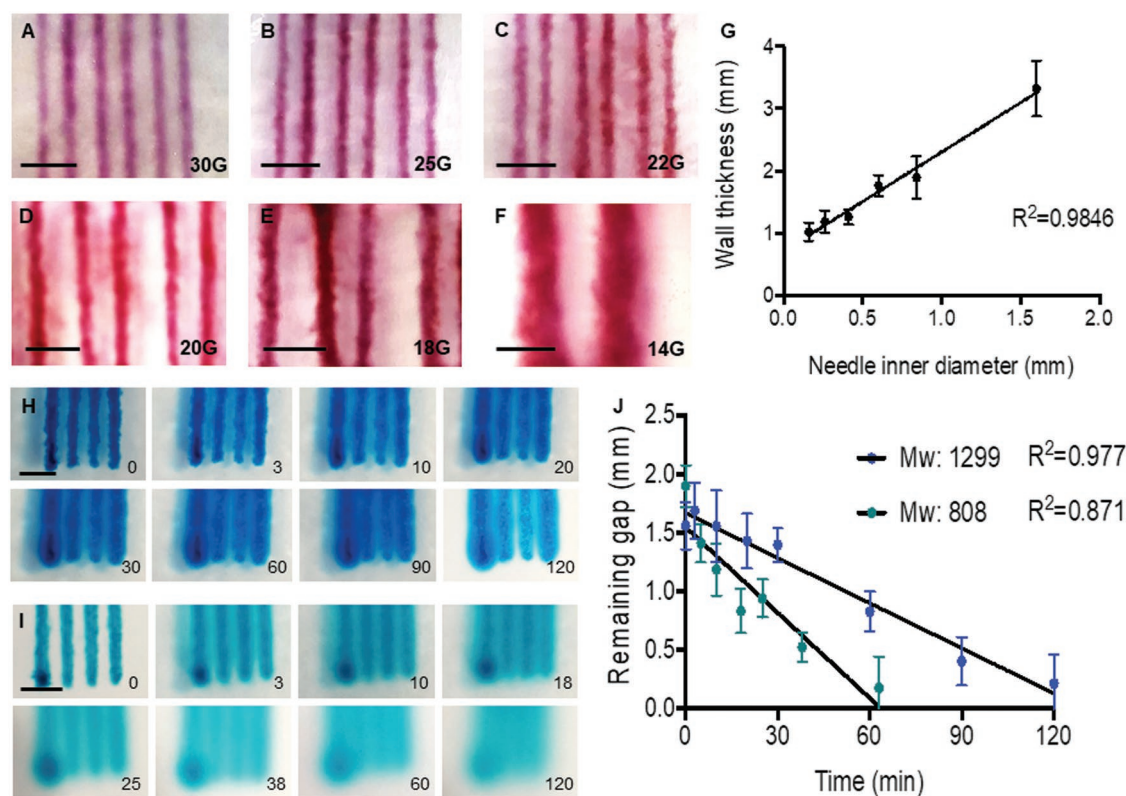 A
30G
B
25G
C
22G
D
20G
E
18G
F
14G
G
Wall thickness (mm)
4
3
2
1
0
0.0 0.5 1.0 1.5 2.0
Needle inner diameter (mm)
R²=0.9846
H
0
3
10
20
30
60
90
120
I
0
3
10
18
25
38
60
120
J
Remaining gap (mm)
2.5
2.0
1.5
1.0
0.5
0.0
0 30 60 90 120
Time (min)
Mw: 1299 R²=0.977
Mw: 808 R²=0.871